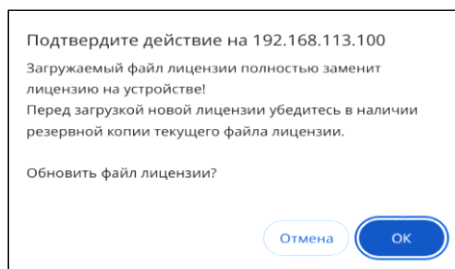 Подтвердите действие на 192.168.113.100
Загружаемый файл лицензии полностью заменит
лицензию на устройстве!
Перед загрузкой новой лицензии убедитесь в наличии
резервной копии текущего файла лицензии.
Обновить файл лицензии?
Отмена
ОК